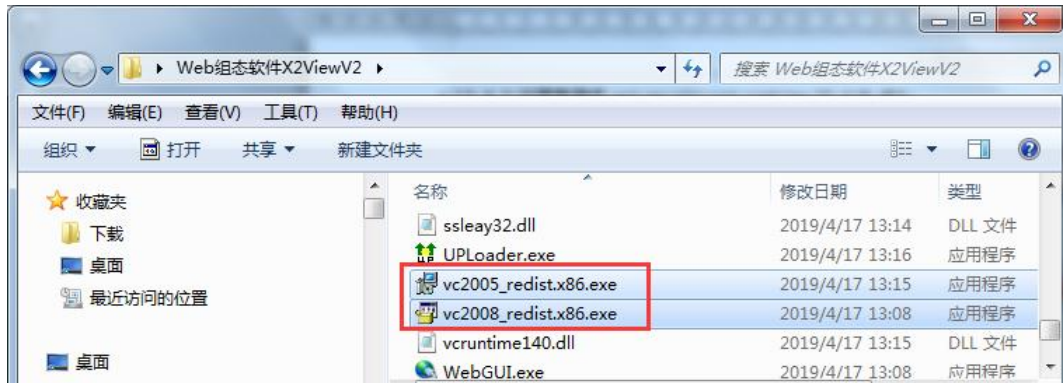 Web组态软件X2ViewV2
搜索 Web组态软件X2ViewV2
文件(F) 编辑(E) 查看(V) 工具(T) 帮助(H)
组织 打开 共享 新建文件夹
收藏夹
下载
桌面
最近访问的位置
桌面
名称 修改日期 类型
ssleay32.dll 2019/4/17 13:14 DLL 文件
UPLoader.exe 2019/4/17 13:16 应用程序
vc2005_redist.x86.exe 2019/4/17 13:15 应用程序
vc2008_redist.x86.exe 2019/4/17 13:08 应用程序
vcruntime140.dll 2019/4/17 13:15 DLL 文件
WebGUI.exe 2019/4/17 13:08 应用程序